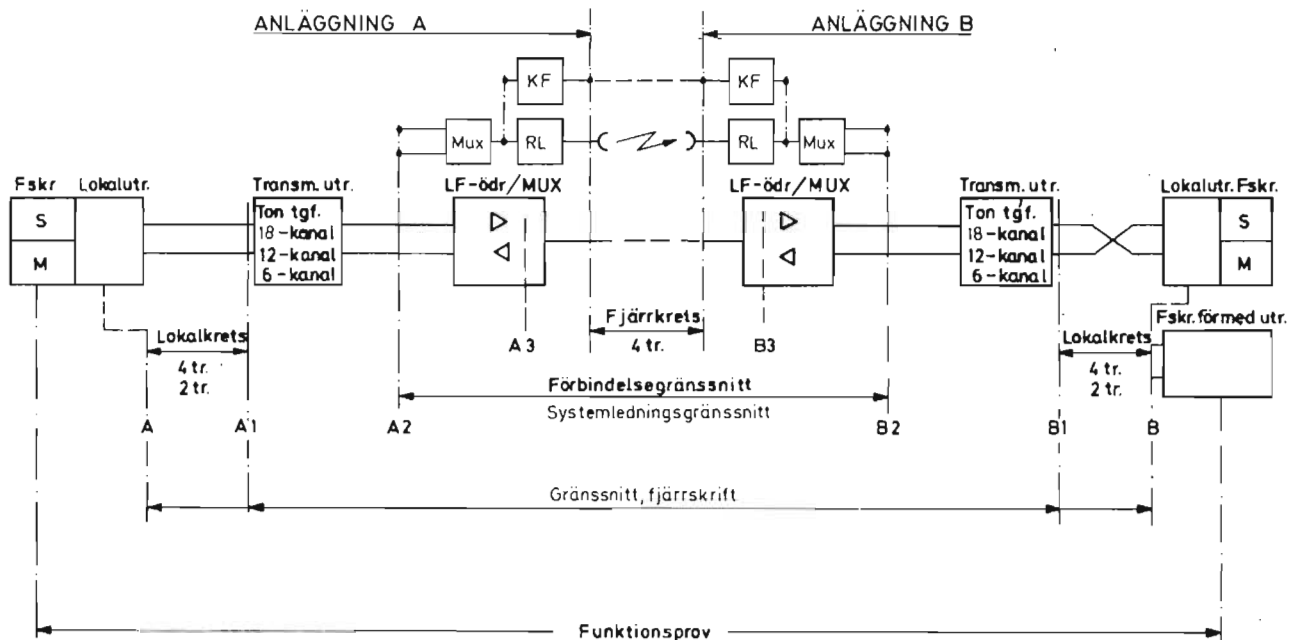 ANLÄGGNING A
ANLÄGGNING B
KF
KF
Mux
RL
RL
Mux
Fskr
Lokalutr.
Transm. utr.
LF-ödr/MUX
LF-ödr/MUX
Transm. utr.
Lokalutr. Fskr.
S
M
Ton tgf.
18-kanal
12-kanal
6-kanal
Ton tgf.
18-kanal
12-kanal
6-kanal
S
M
Fjärrkrets
4 tr.
A3
B3
Lokalkrets
4 tr.
2 tr.
Lokalkrets
4 tr.
2 tr.
Fskr. förmed utr.
Förbindelsegränssnitt
Systemledningsgränssnitt
A
A1
A2
B2
B1
B
Gränssnitt, fjärrskrift
Funktionsprov